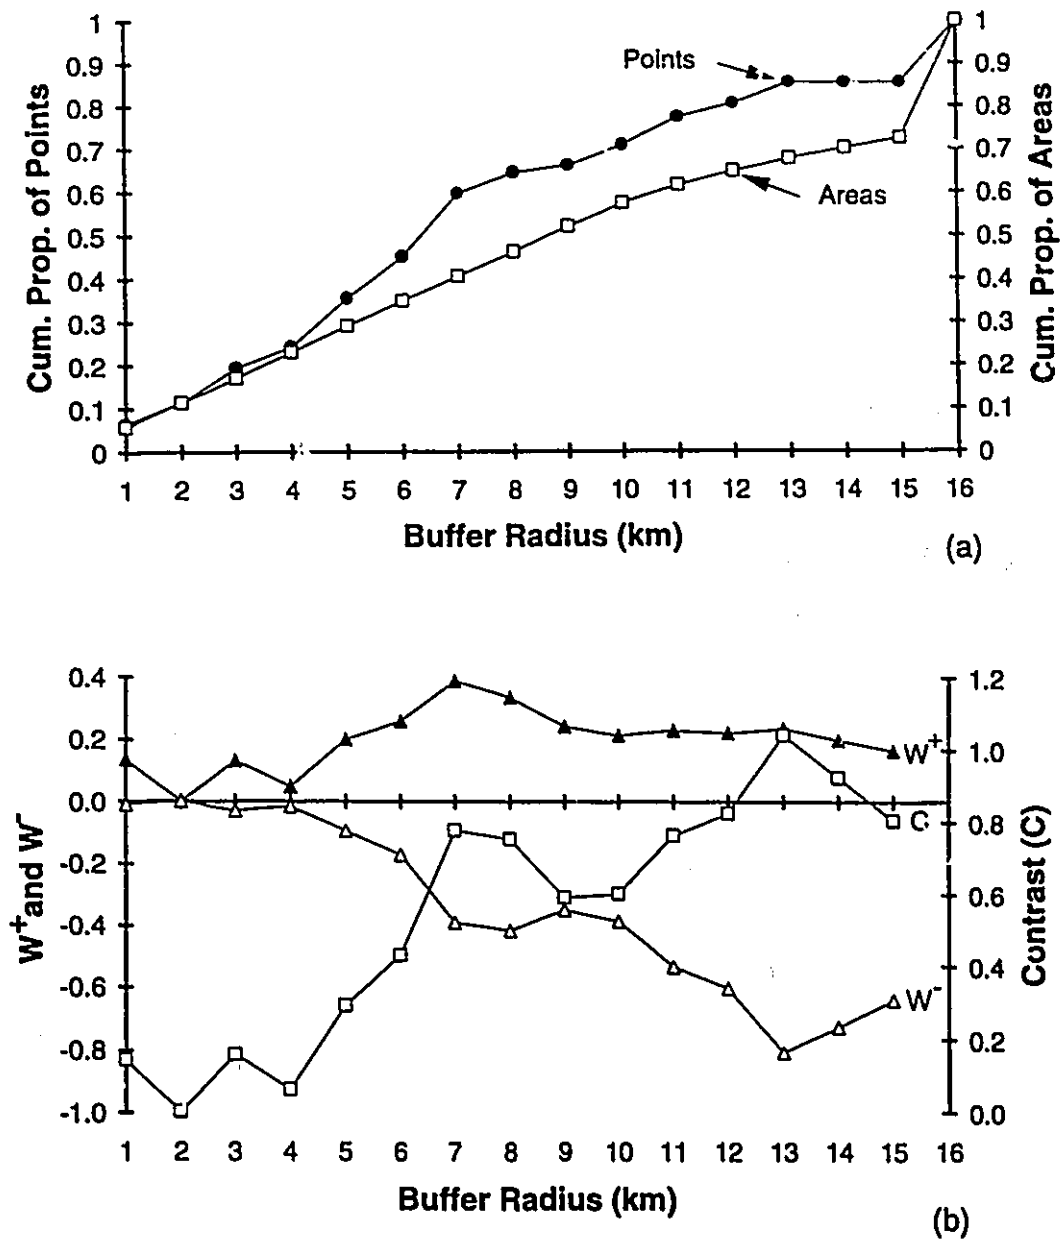 Cum. Prop. of Points
1
0.9
0.8
0.7
0.6
0.5
0.4
0.3
0.2
0.1
0
Points
Areas
1
0.9
0.8
0.7
0.6
0.5
0.4
0.3
0.2
0.1
0
Cum. Prop. of Areas
1 2 3 4 5 6 7 8 9 10 11 12 13 14 15 16
Buffer Radius (km)
(a)
W+ and W-
0.4
0.2
0.0
-0.2
-0.4
-0.6
-0.8
-1.0
W+
C
W-
1.2
1.0
0.8
0.6
0.4
0.2
0.0
Contrast (C)
1 2 3 4 5 6 7 8 9 10 11 12 13 14 15 16
Buffer Radius (km)
(b)